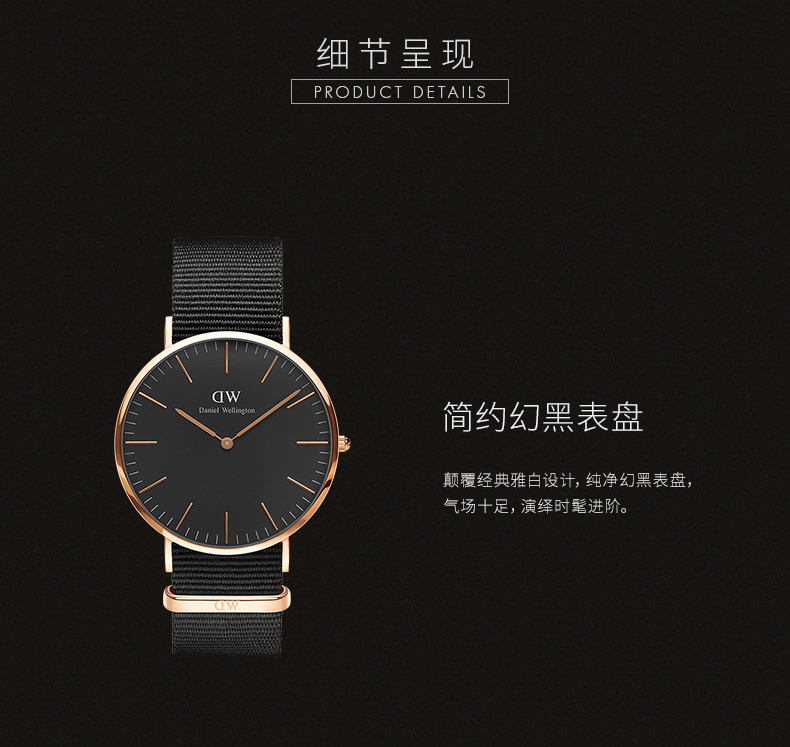 细节呈现
PRODUCT DETAILS
DW
Daniel Wellington
简约幻黑表盘
颠覆经典雅白设计, 纯净幻黑表盘,
气场十足, 演绎时髦进阶。
DW